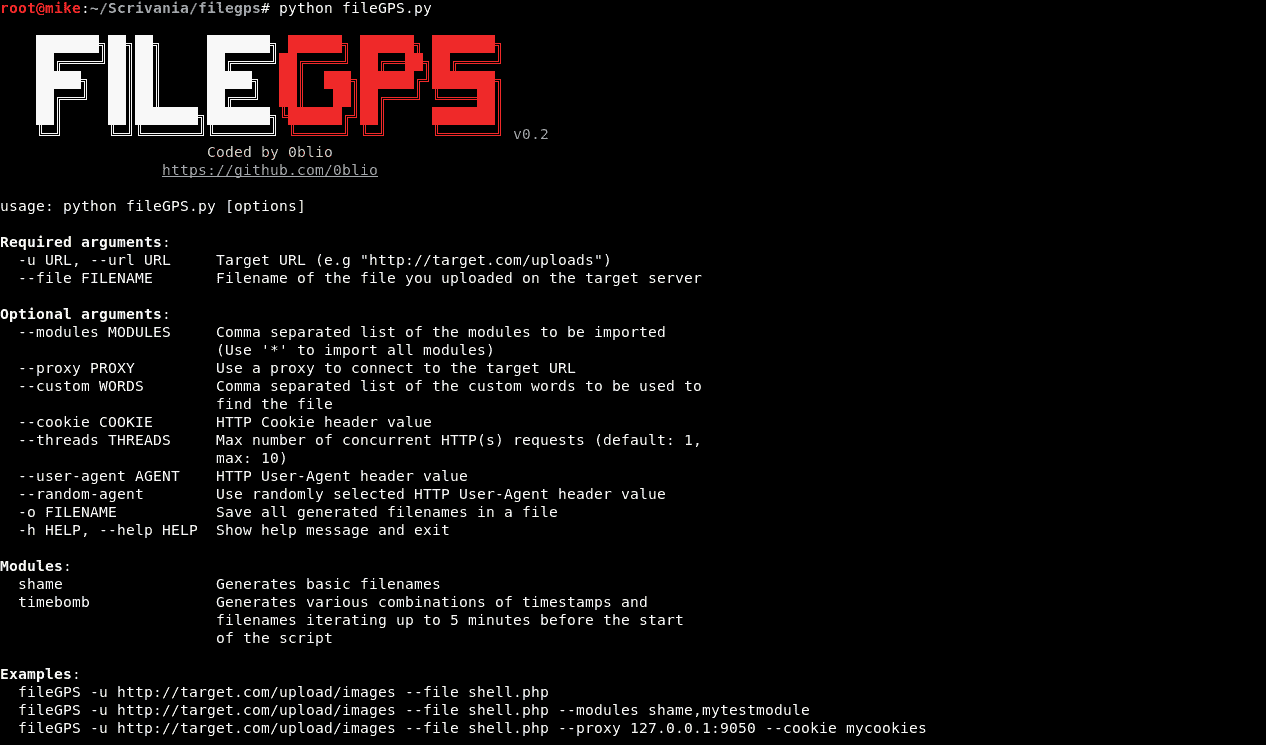 root@mike:~/Scrivania/filegps# python fileGPS.py
FILEGPS v0.2
Coded by 0blio
https://github.com/0blio
usage: python fileGPS.py [options]
Required arguments:
-u URL, --url URL     Target URL (e.g "http://target.com/uploads")
--file FILENAME       Filename of the file you uploaded on the target server
Optional arguments:
--modules MODULES     Comma separated list of the modules to be imported
(Use '*' to import all modules)
--proxy PROXY         Use a proxy to connect to the target URL
--custom WORDS        Comma separated list of the custom words to be used to
find the file
--cookie COOKIE       HTTP Cookie header value
--threads THREADS     Max number of concurrent HTTP(s) requests (default: 1,
max: 10)
--user-agent AGENT    HTTP User-Agent header value
--random-agent        Use randomly selected HTTP User-Agent header value
-o FILENAME           Save all generated filenames in a file
-h HELP, --help HELP  Show help message and exit
Modules:
shame                 Generates basic filenames
timebomb              Generates various combinations of timestamps and
filenames iterating up to 5 minutes before the start
of the script
Examples:
fileGPS -u http://target.com/upload/images --file shell.php
fileGPS -u http://target.com/upload/images --file shell.php --modules shame,mytestmodule
fileGPS -u http://target.com/upload/images --file shell.php --proxy 127.0.0.1:9050 --cookie mycookies